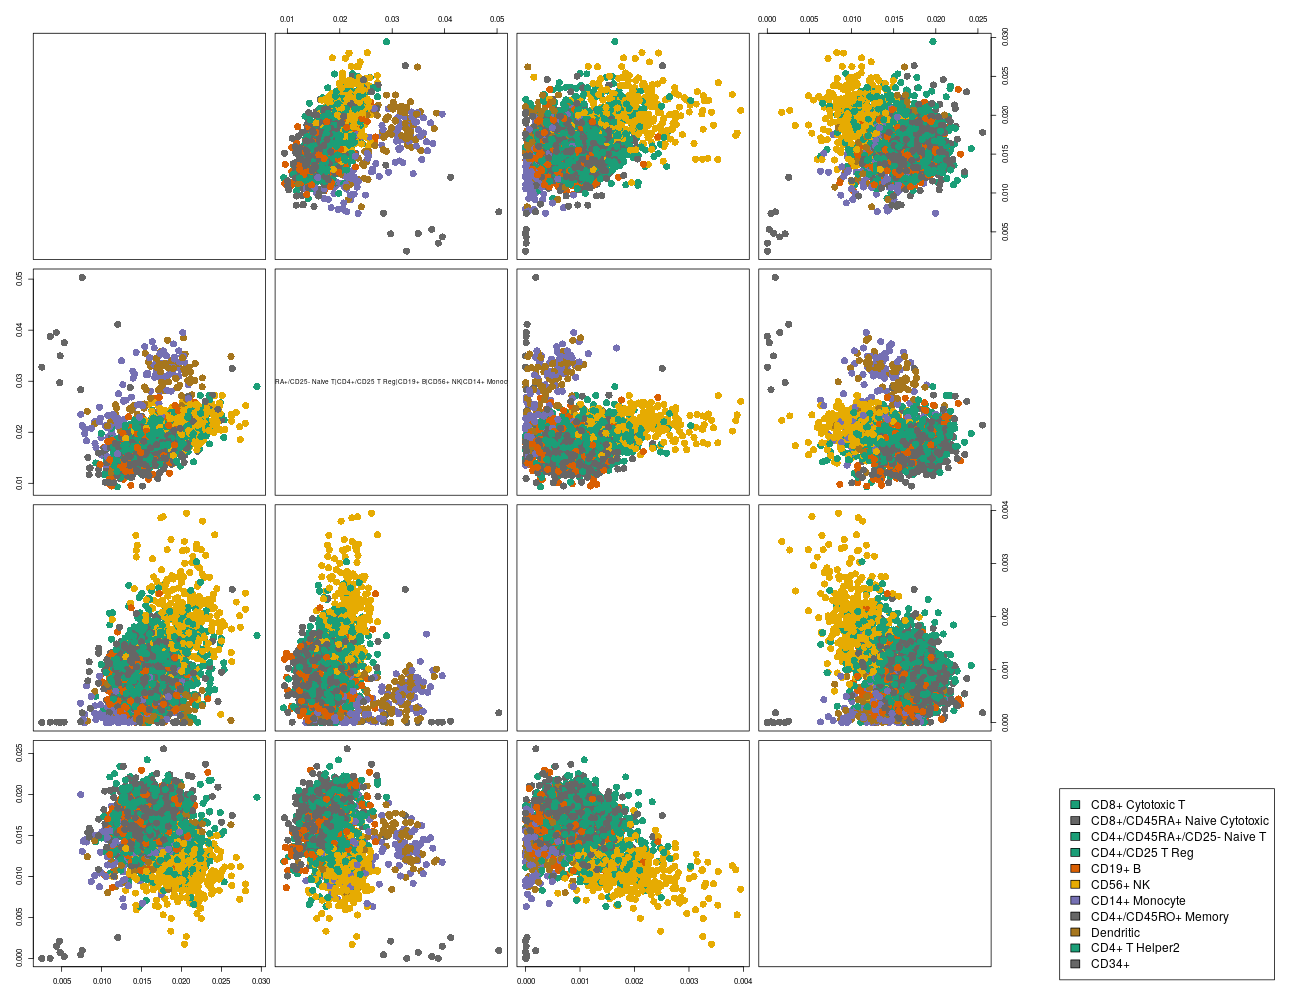 0.01 0.02 0.03 0.04 0.05
0.000 0.005 0.010 0.015 0.020 0.025
0.005 0.010 0.015 0.020 0.025 0.030
0.01 0.02 0.03 0.04 0.05
RA+/CD25- Naive T|CD4+/CD25 T Reg|CD19+ B|CD56+ NK|CD14+ Monoc
0.000 0.001 0.002 0.003 0.004
0.000 0.005 0.010 0.015 0.020 0.025
0.005 0.010 0.015 0.020 0.025 0.030
0.000 0.001 0.002 0.003 0.004
CD8+ Cytotoxic T
CD8+/CD45RA+ Naive Cytotoxic
CD4+/CD45RA+/CD25- Naive T
CD4+/CD25 T Reg
CD19+ B
CD56+ NK
CD14+ Monocyte
CD4+/CD45RO+ Memory
Dendritic
CD4+ T Helper2
CD34+